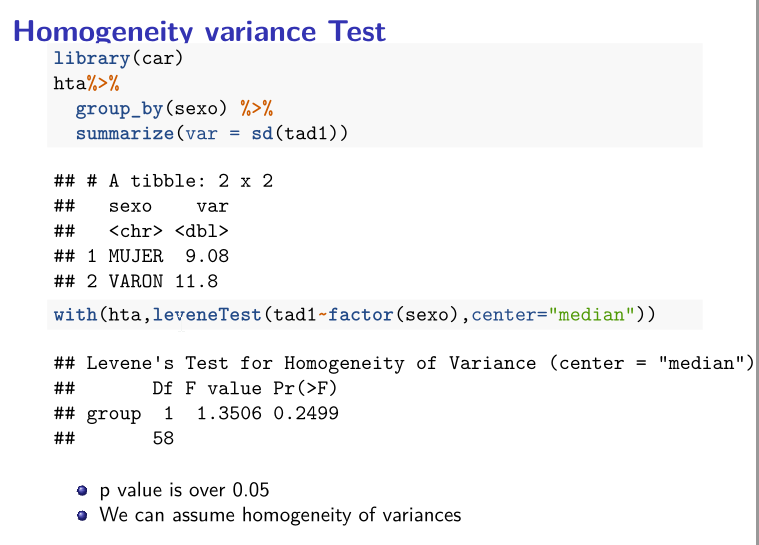 Homogeneity variance Test
library(car)
hta%>%
  group_by(sexo) %>%
  summarize(var = sd(tad1))
## # A tibble: 2 x 2
##   sexo    var
##   <chr> <dbl>
## 1 MUJER  9.08
## 2 VARON 11.8
with(hta,leveneTest(tad1~factor(sexo),center="median"))
## Levene's Test for Homogeneity of Variance (center = "median")
##       Df F value Pr(>F)
## group  1  1.3506 0.2499
##       58
p value is over 0.05
We can assume homogeneity of variances